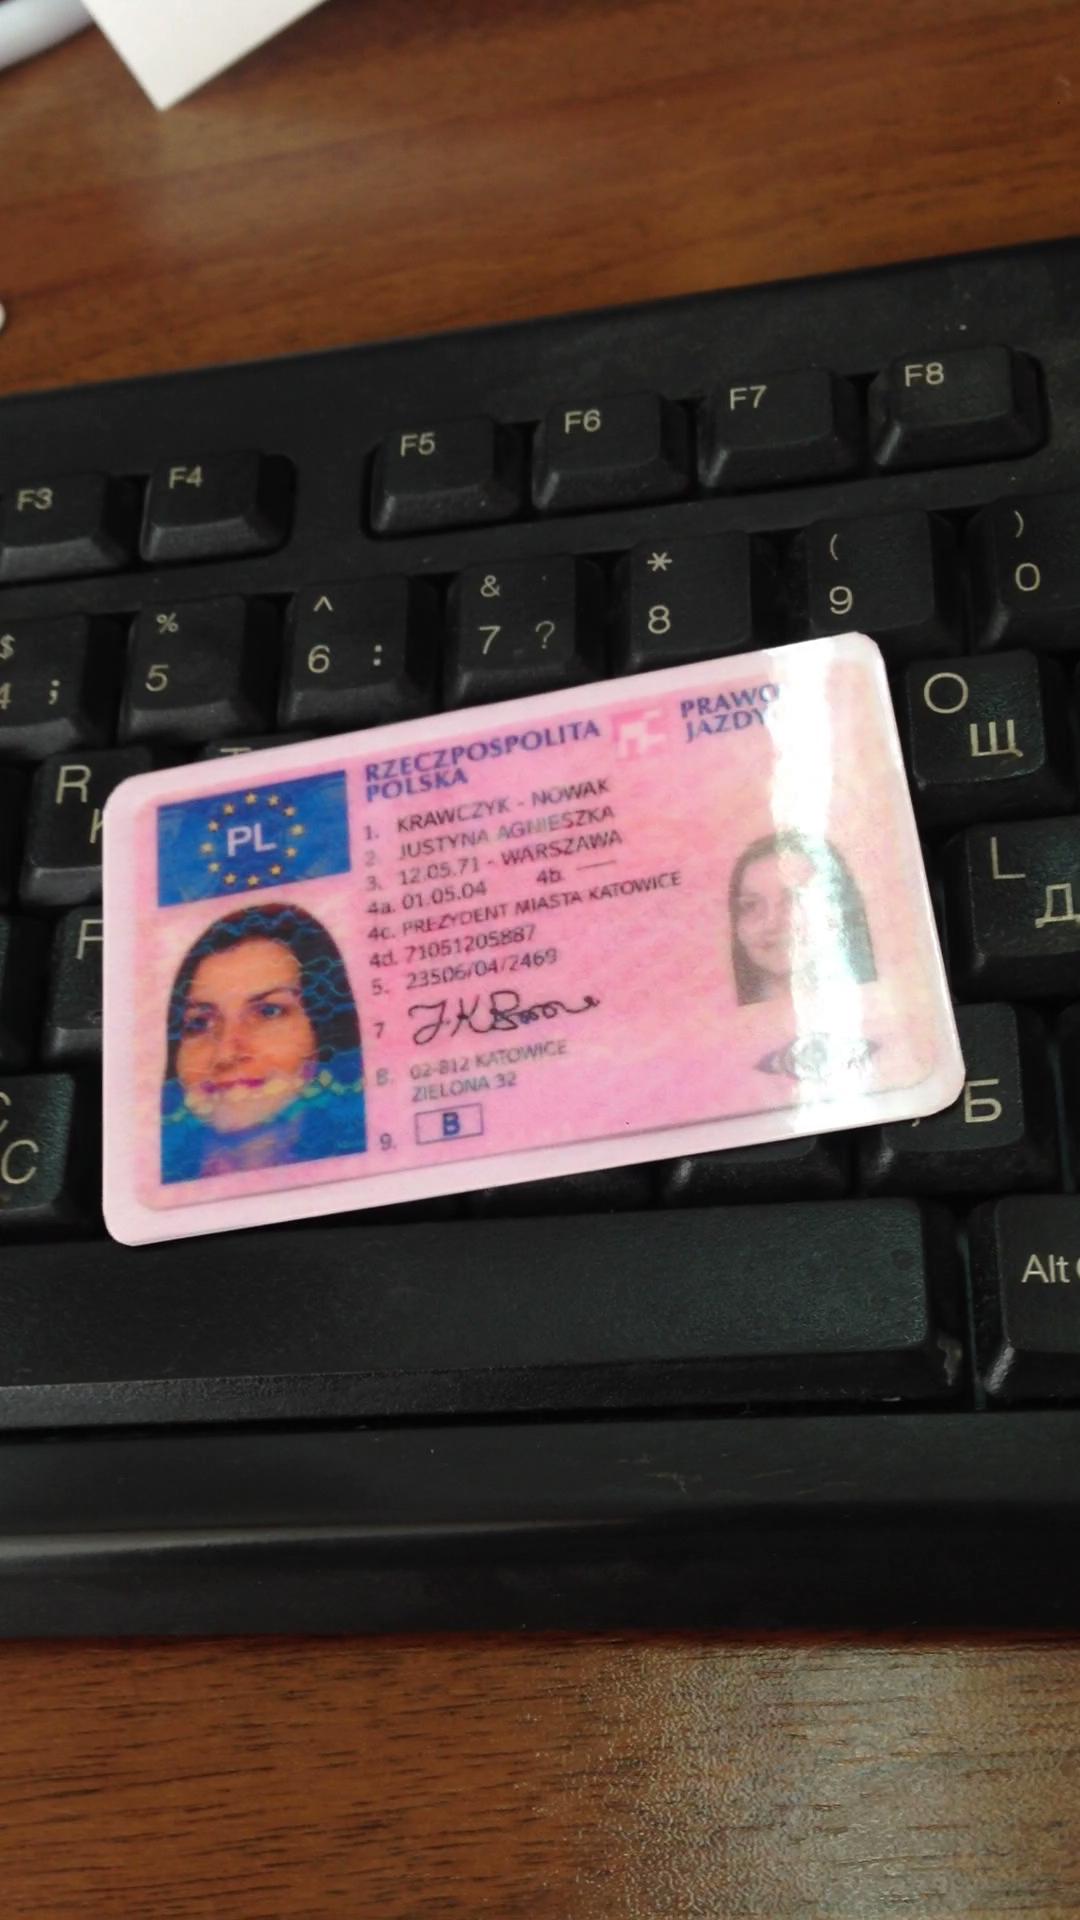 F3 F4 F5 F6 F7 F8
$ 4 ;
% 5
^ 6 :
& 7 ?
* 8
( 9
) 0
R
O Щ
L Д
F
C С
Б
Alt
PL
RZECZPOSPOLITA POLSKA
PRAWO JAZDY
1. KRAWCZYK - NOWAK
2. JUSTYNA AGNIESZKA
3. 12.05.71 - WARSZAWA
4a. 01.05.04 4b. ——
4c. PREZYDENT MIASTA KATOWICE
4d. 71051205887
5. 23506/04/2469
7
8. 02-812 KATOWICE
ZIELONA 32
9. B